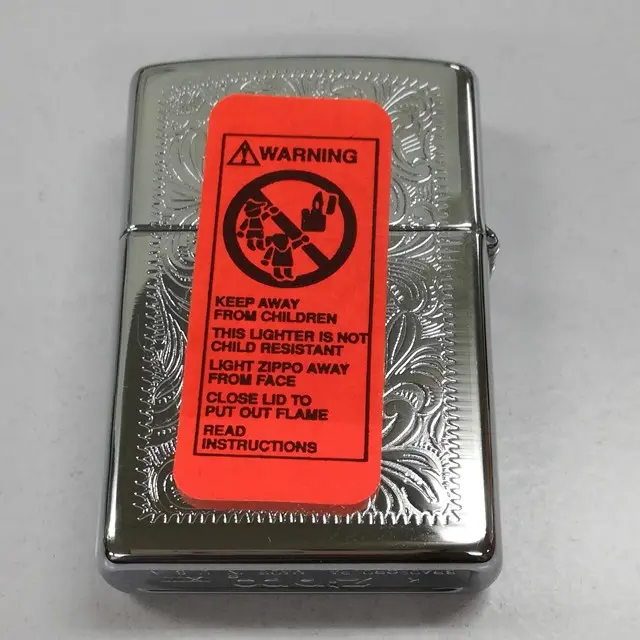 WARNING
KEEP AWAY
FROM CHILDREN
THIS LIGHTER IS NOT
CHILD RESISTANT
LIGHT ZIPPO AWAY
FROM FACE
CLOSE LID TO
PUT OUT FLAME
READ
INSTRUCTIONS